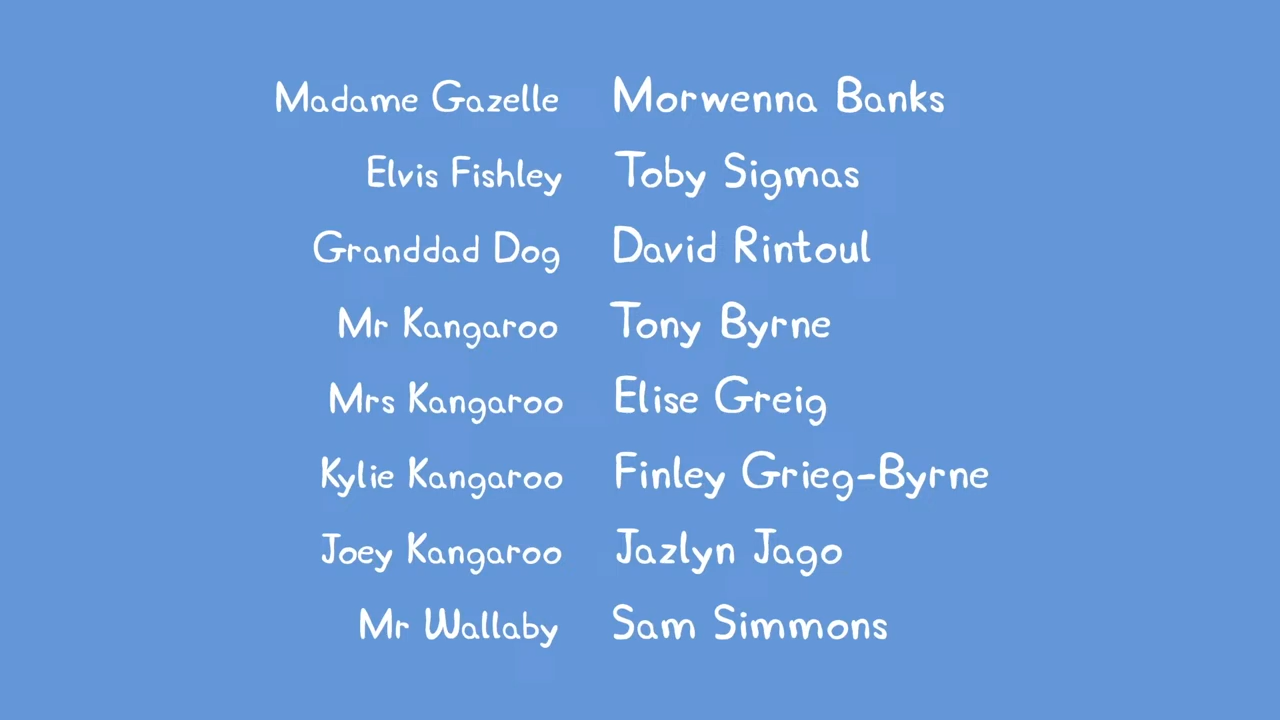 Madame Gazelle Morwenna Banks
Elvis Fishley Toby Sigmas
Granddad Dog David Rintoul
Mr Kangaroo Tony Byrne
Mrs Kangaroo Elise Greig
Kylie Kangaroo Finley Grieg-Byrne
Joey Kangaroo Jazlyn Jago
Mr Wallaby Sam Simmons